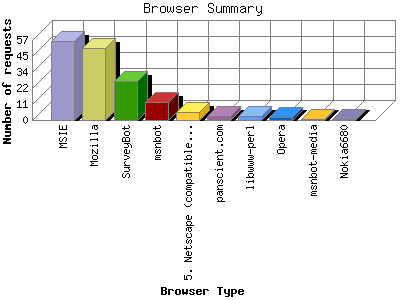 Browser Summary
Number of requests
57
45
34
22
11
0
MSIE
Mozilla
SurveyBot
msnbot
5. Netscape (compatible...
panscient.com
libwww-perl
Opera
msnbot-media
Nokia6680
Browser Type